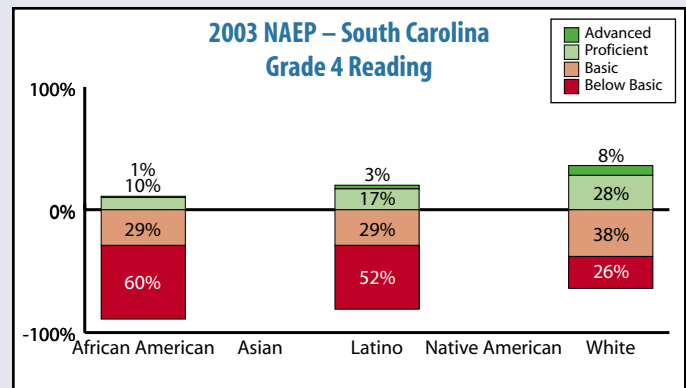 2003 NAEP – South Carolina
Grade 4 Reading
Advanced
Proficient
Basic
Below Basic
100%
0%
-100%
1%
10%
29%
60%
3%
17%
29%
52%
8%
28%
38%
26%
African American
Asian
Latino
Native American
White